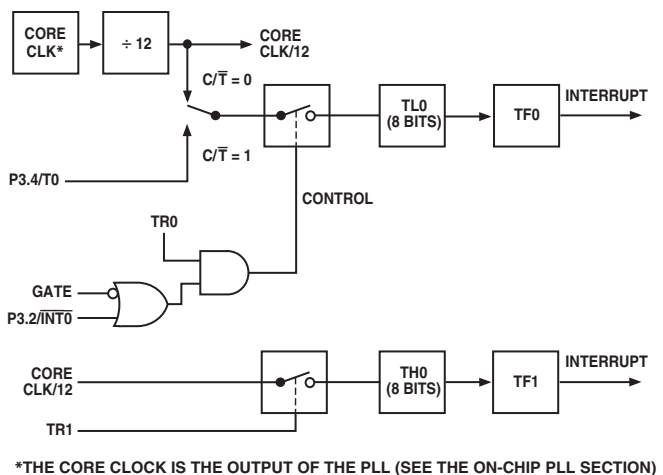 CORE
CLK*
÷ 12
CORE
CLK/12
C/T̅ = 0
C/T̅ = 1
P3.4/T0
TL0
(8 BITS)
TF0
INTERRUPT
CONTROL
TR0
GATE
P3.2/I̅N̅T̅0̅
CORE
CLK/12
TR1
TH0
(8 BITS)
TF1
INTERRUPT
*THE CORE CLOCK IS THE OUTPUT OF THE PLL (SEE THE ON-CHIP PLL SECTION)